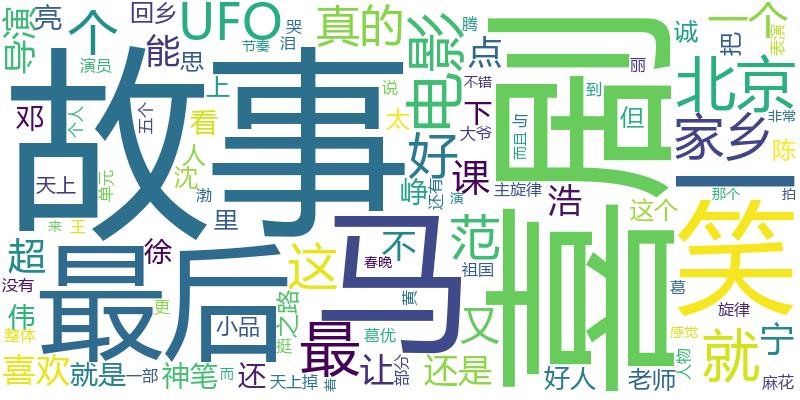 故事
喜剧
最后
马
笑
电影
北京
家乡
一
UFO
真的
一个
导演
亮
个
回乡
能
思
哭
泪
节奏
演员
上
邓
个人
五个
说
太
看
人
沈
天上
单元
渤
里
来
王
超
徐
没有
更
伟
整体
小品
之路
挺
喜欢
就是
一部
神笔
而
还
天上掉
着
这
最
不
春晚
黄
葛优
让
部分
还是
范
又
祖国
好
课
峥
还有
演
浩
下
点
腾
不错
大爷
而且
与
主旋律
到
丽
但
这个
诚
把
表演
非常
陈
那个
拍
葛
旋律
感觉
人物
就
宁
好人
老师
麻花